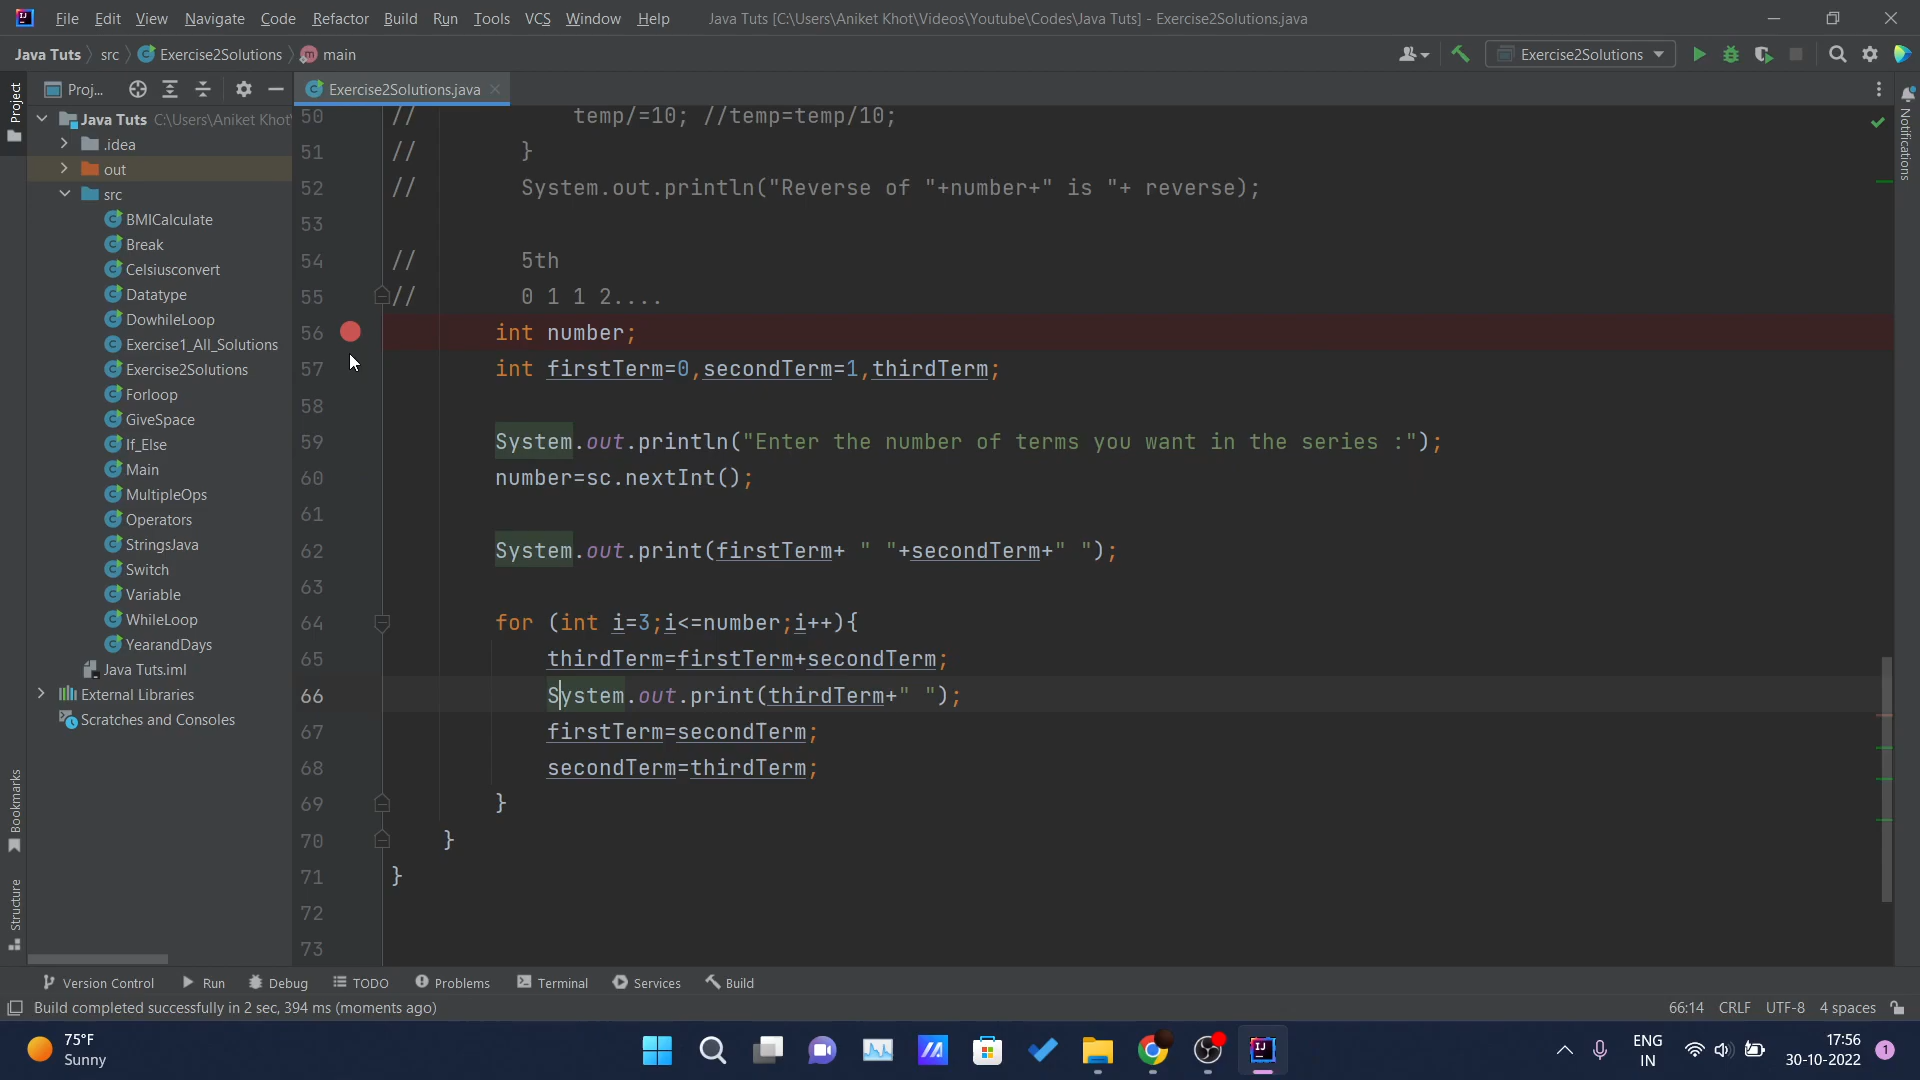 File Edit View Navigate Code Refactor Build Run Tools VCS Window Help Java Tuts [C:\Users\Aniket Khot\Videos\Youtube\Codes\Java Tuts] - Exercise2Solutions.java
Java Tuts src Exercise2Solutions main Exercise2Solutions
Project Proj... Exercise2Solutions.java
Java Tuts C:\Users\Aniket Khot
.idea
out
src
BMICalculate
Break
Celsiusconvert
Datatype
DowhileLoop
Exercise1_All_Solutions
Exercise2Solutions
Forloop
GiveSpace
If_Else
Main
MultipleOps
Operators
StringsJava
Switch
Variable
WhileLoop
YearandDays
Java Tuts.iml
External Libraries
Scratches and Consoles
Bookmarks
Structure
Notifications
50 // temp/=10; //temp=temp/10;
51 // }
52 // System.out.println("Reverse of "+number+" is "+ reverse);
53
54 // 5th
55 // 0 1 1 2....
56 int number;
57 int firstTerm=0,secondTerm=1,thirdTerm;
58
59 System.out.println("Enter the number of terms you want in the series :");
60 number=sc.nextInt();
61
62 System.out.print(firstTerm+ " "+secondTerm+" ");
63
64 for (int i=3;i<=number;i++){
65 thirdTerm=firstTerm+secondTerm;
66 System.out.print(thirdTerm+" ");
67 firstTerm=secondTerm;
68 secondTerm=thirdTerm;
69 }
70 }
71 }
72
73
Version Control Run Debug TODO Problems Terminal Services Build
Build completed successfully in 2 sec, 394 ms (moments ago) 66:14 CRLF UTF-8 4 spaces
75°F
Sunny
ENG
IN
17:56
30-10-2022
1